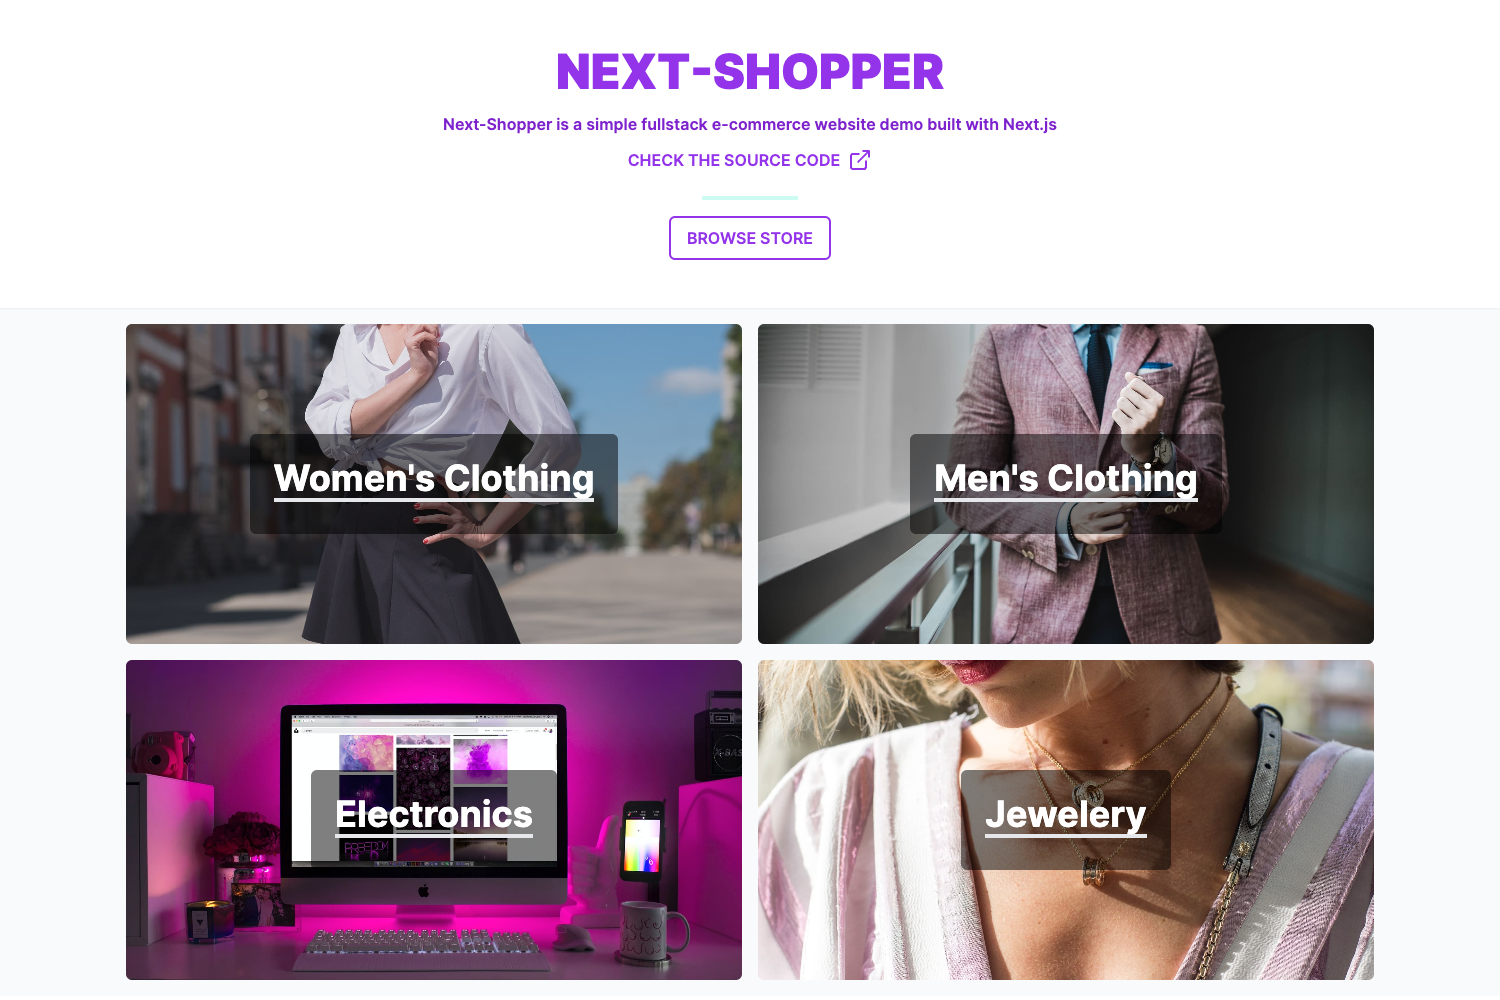 NEXT-SHOPPER
Next-Shopper is a simple fullstack e-commerce website demo built with Next.js
CHECK THE SOURCE CODE
BROWSE STORE
Women's Clothing
Men's Clothing
Electronics
FREEDOM
Jewelery